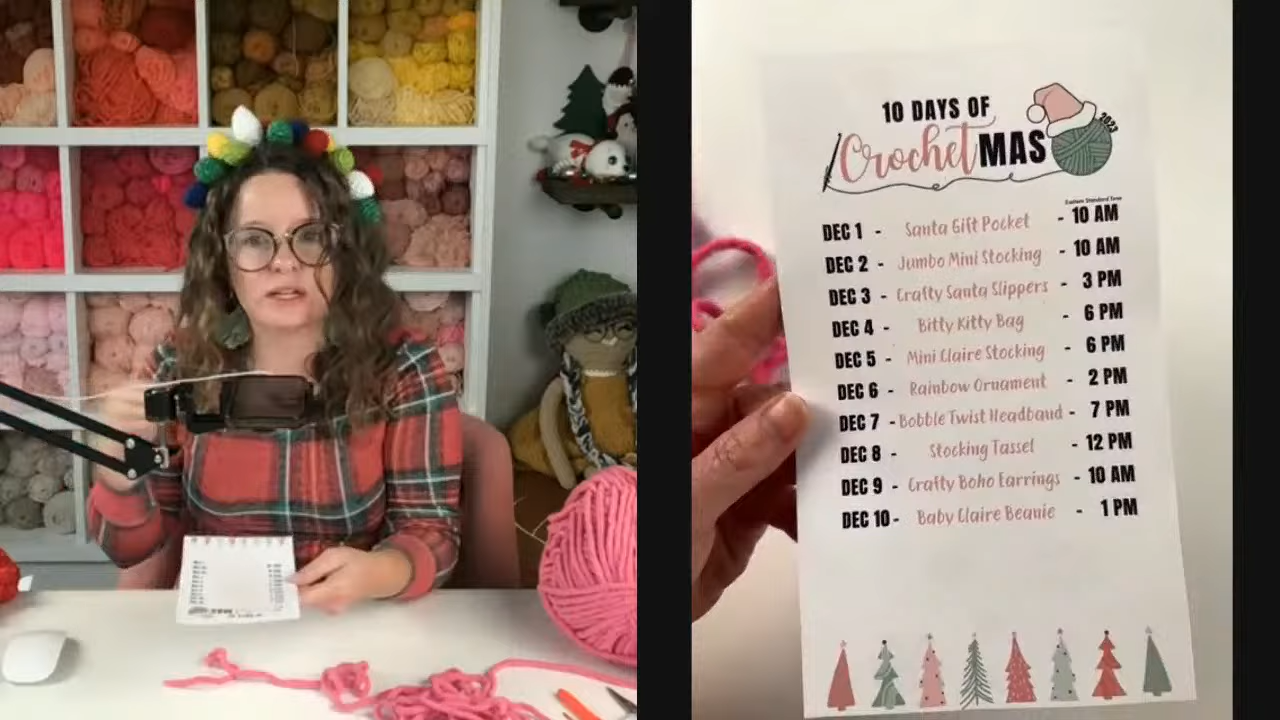 10 DAYS OF
CrochetMAS
2023
Eastern Standard Time
DEC 1 - Santa Gift Pocket - 10 AM
DEC 2 - Jumbo Mini Stocking - 10 AM
DEC 3 - Crafty Santa Slippers - 3 PM
DEC 4 - Bitty Kitty Bag - 6 PM
DEC 5 - Mini Claire Stocking - 6 PM
DEC 6 - Rainbow Ornament - 2 PM
DEC 7 - Bobble Twist Headband - 7 PM
DEC 8 - Stocking Tassel - 12 PM
DEC 9 - Crafty Boho Earrings - 10 AM
DEC 10 - Baby Claire Beanie - 1 PM